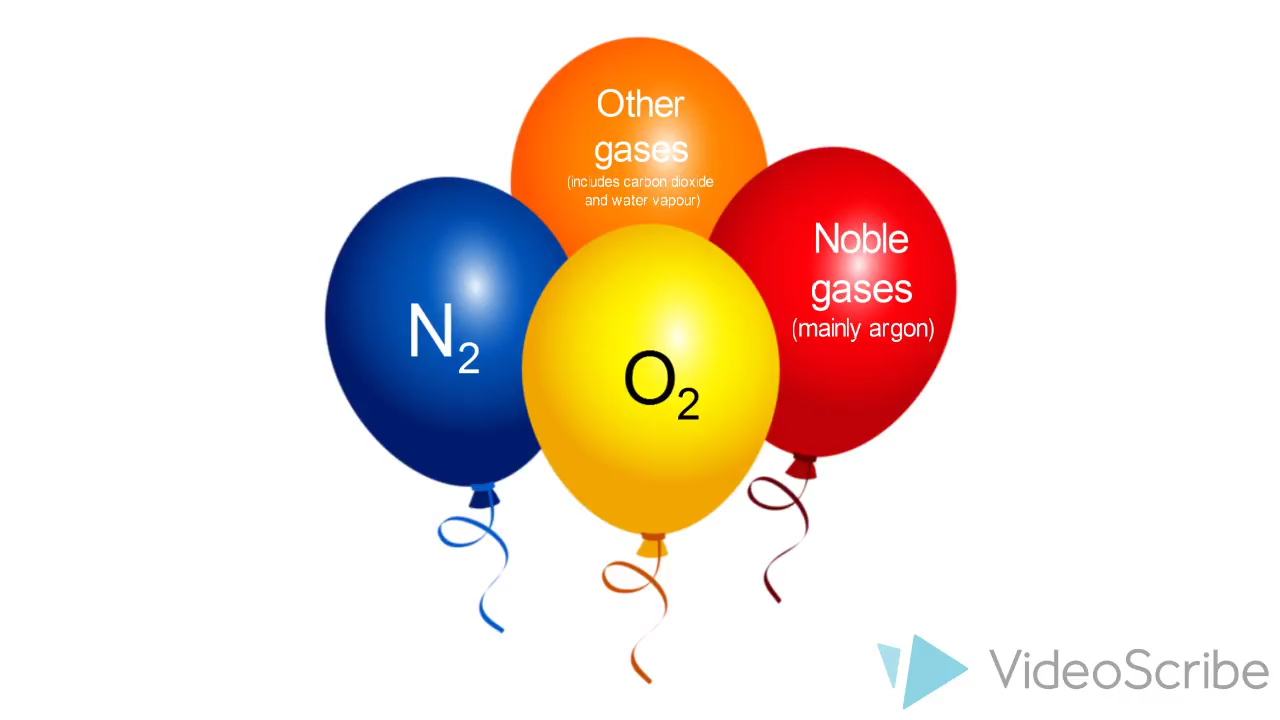 Other
gases
(includes carbon dioxide
and water vapour)
Noble
gases
(mainly argon)
N₂
O₂
VideoScribe